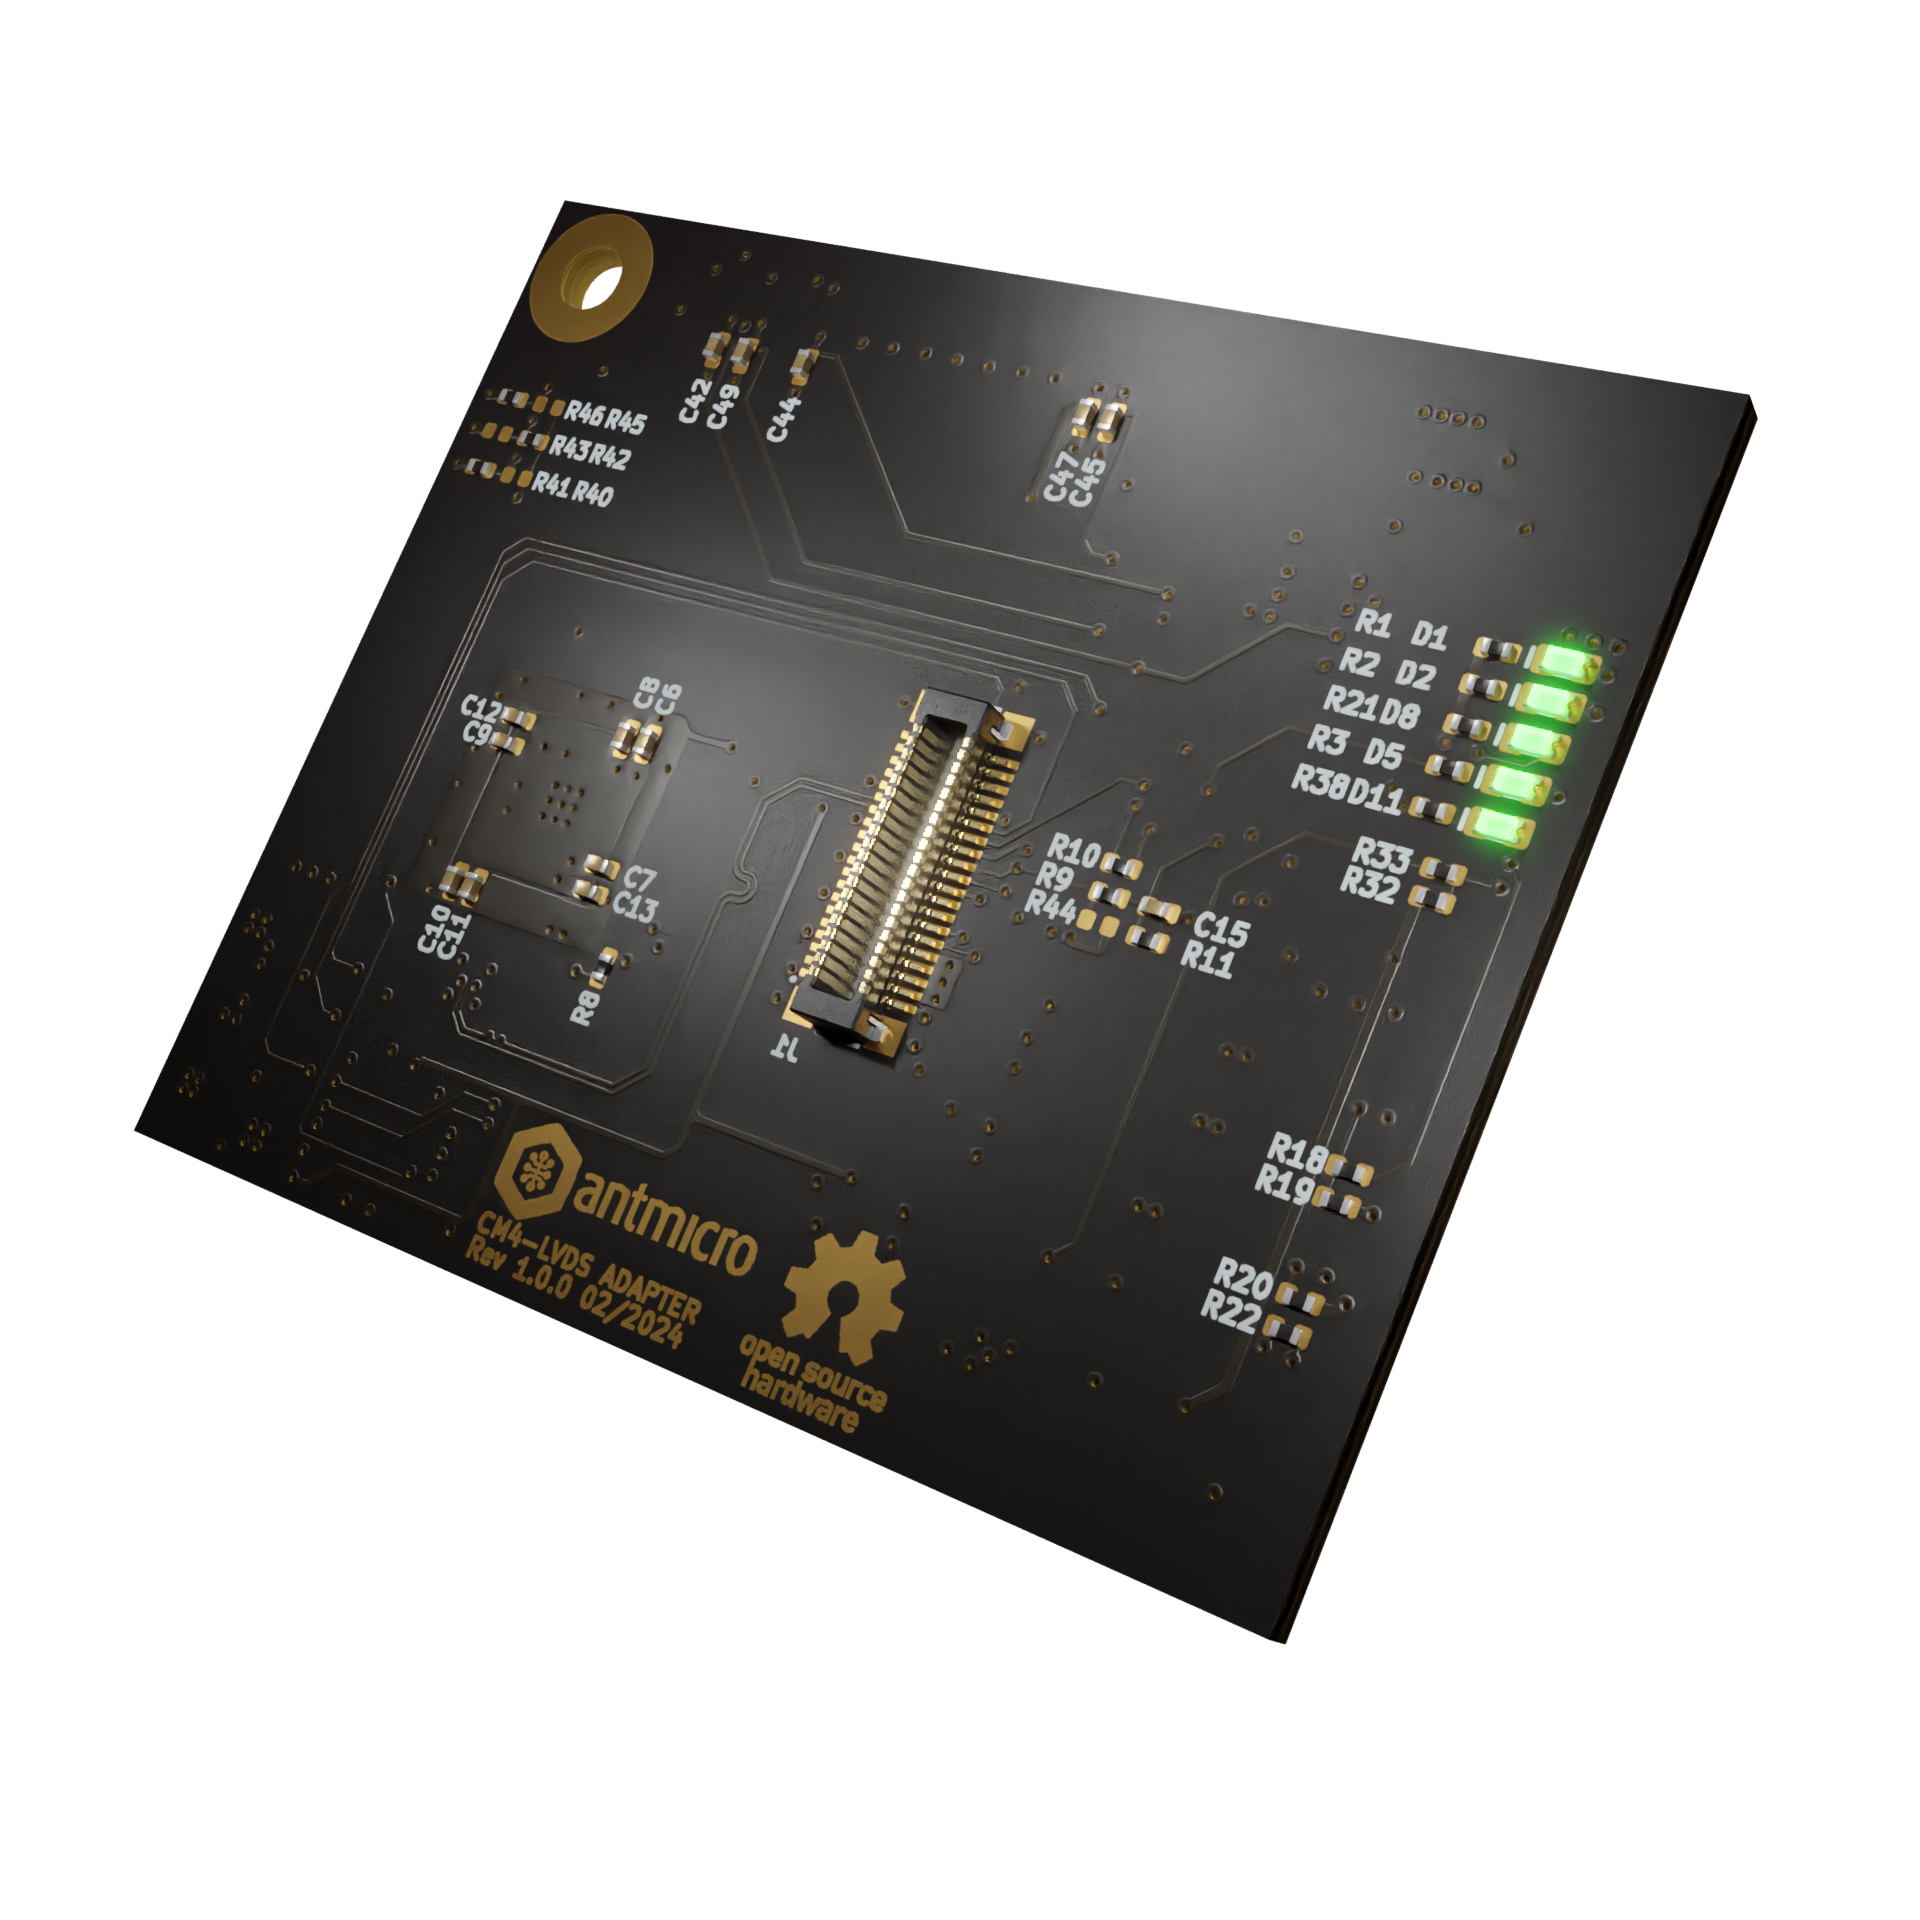 R46 R45
R43 R42
R41 R40
C42
C49
C44
C47
C45
R1 D1
R2 D2
R21 D8
R3 D5
R38 D11
R33
R32
C12
C9
C8
C6
C7
C13
C10
C11
R8
J1
R10
R9
R44
C15
R11
R18
R19
R20
R22
antmicro
CM4-LVDS ADAPTER
Rev 1.0.0 02/2024
open source
hardware